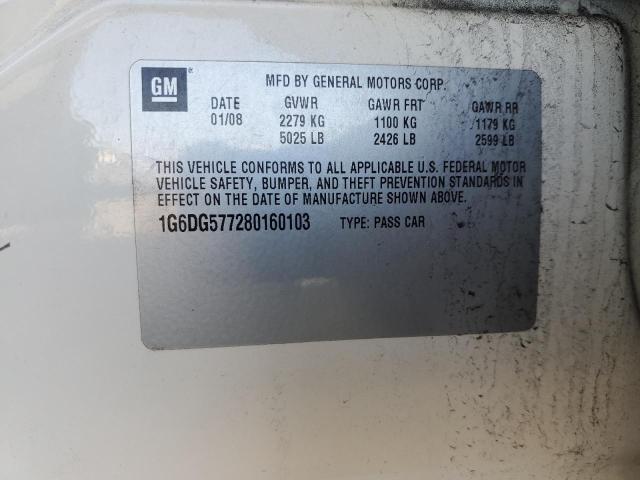 GM® MFD BY GENERAL MOTORS CORP.
DATE GVWR GAWR FRT GAWR RR
01/08 2279 KG 1100 KG 1179 KG
5025 LB 2426 LB 2599 LB
THIS VEHICLE CONFORMS TO ALL APPLICABLE U.S. FEDERAL MOTOR
VEHICLE SAFETY, BUMPER, AND THEFT PREVENTION STANDARDS IN
EFFECT ON THE DATE OF MANUFACTURE SHOWN ABOVE.
1G6DG577280160103 TYPE: PASS CAR